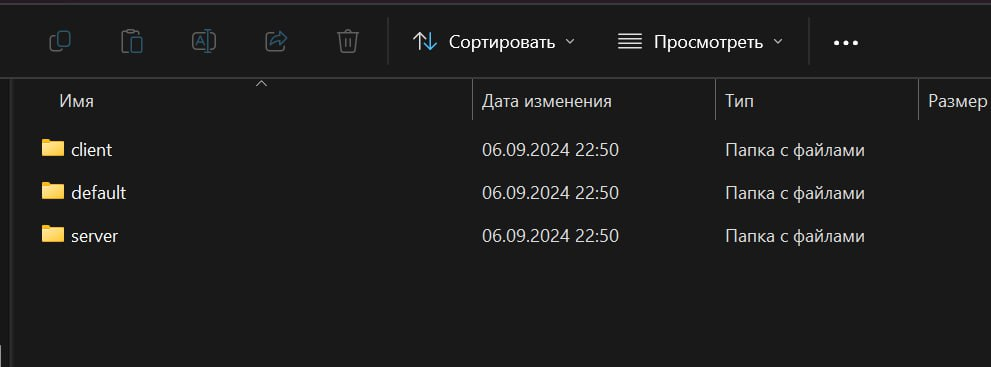 Сортировать Просмотреть
Имя Дата изменения Тип Размер
client 06.09.2024 22:50 Папка с файлами
default 06.09.2024 22:50 Папка с файлами
server 06.09.2024 22:50 Папка с файлами